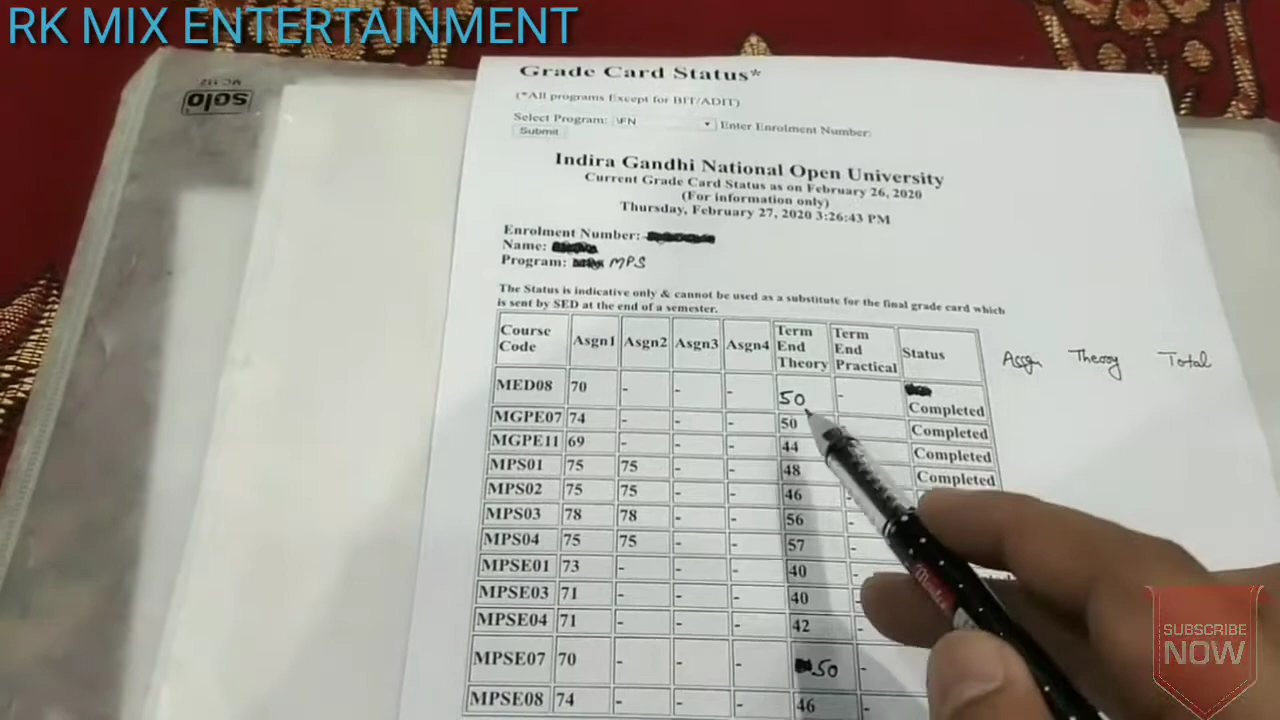 RK MIX ENTERTAINMENT
solo
Grade Card Status*
(*All programs Except for BIT/ADIT)
Select Program: \FN Enter Enrolment Number:
Submit
Indira Gandhi National Open University
Current Grade Card Status as on February 26, 2020
(For information only)
Thursday, February 27, 2020 3:26:43 PM
Enrolment Number:
Name:
Program: MPS
The Status is indicative only & cannot be used as a substitute for the final grade card which
is sent by SED at the end of a semester.
Course Code Asgn1 Asgn2 Asgn3 Asgn4 Term End Theory Term End Practical Status Assgn Theory Total
MED08 70 - - - 50 - Completed
MGPE07 74 - - - 50 Completed
MGPE11 69 - - - 44 Completed
MPS01 75 75 - - 48 - Completed
MPS02 75 75 - - 46 -
MPS03 78 78 - - 56 -
MPS04 75 75 - - 57 -
MPSE01 73 - - - 40 -
MPSE03 71 - - - 40 -
MPSE04 71 - - - 42 -
MPSE07 70 - - - 50 -
MPSE08 74 - - - 46 -
SUBSCRIBE
NOW